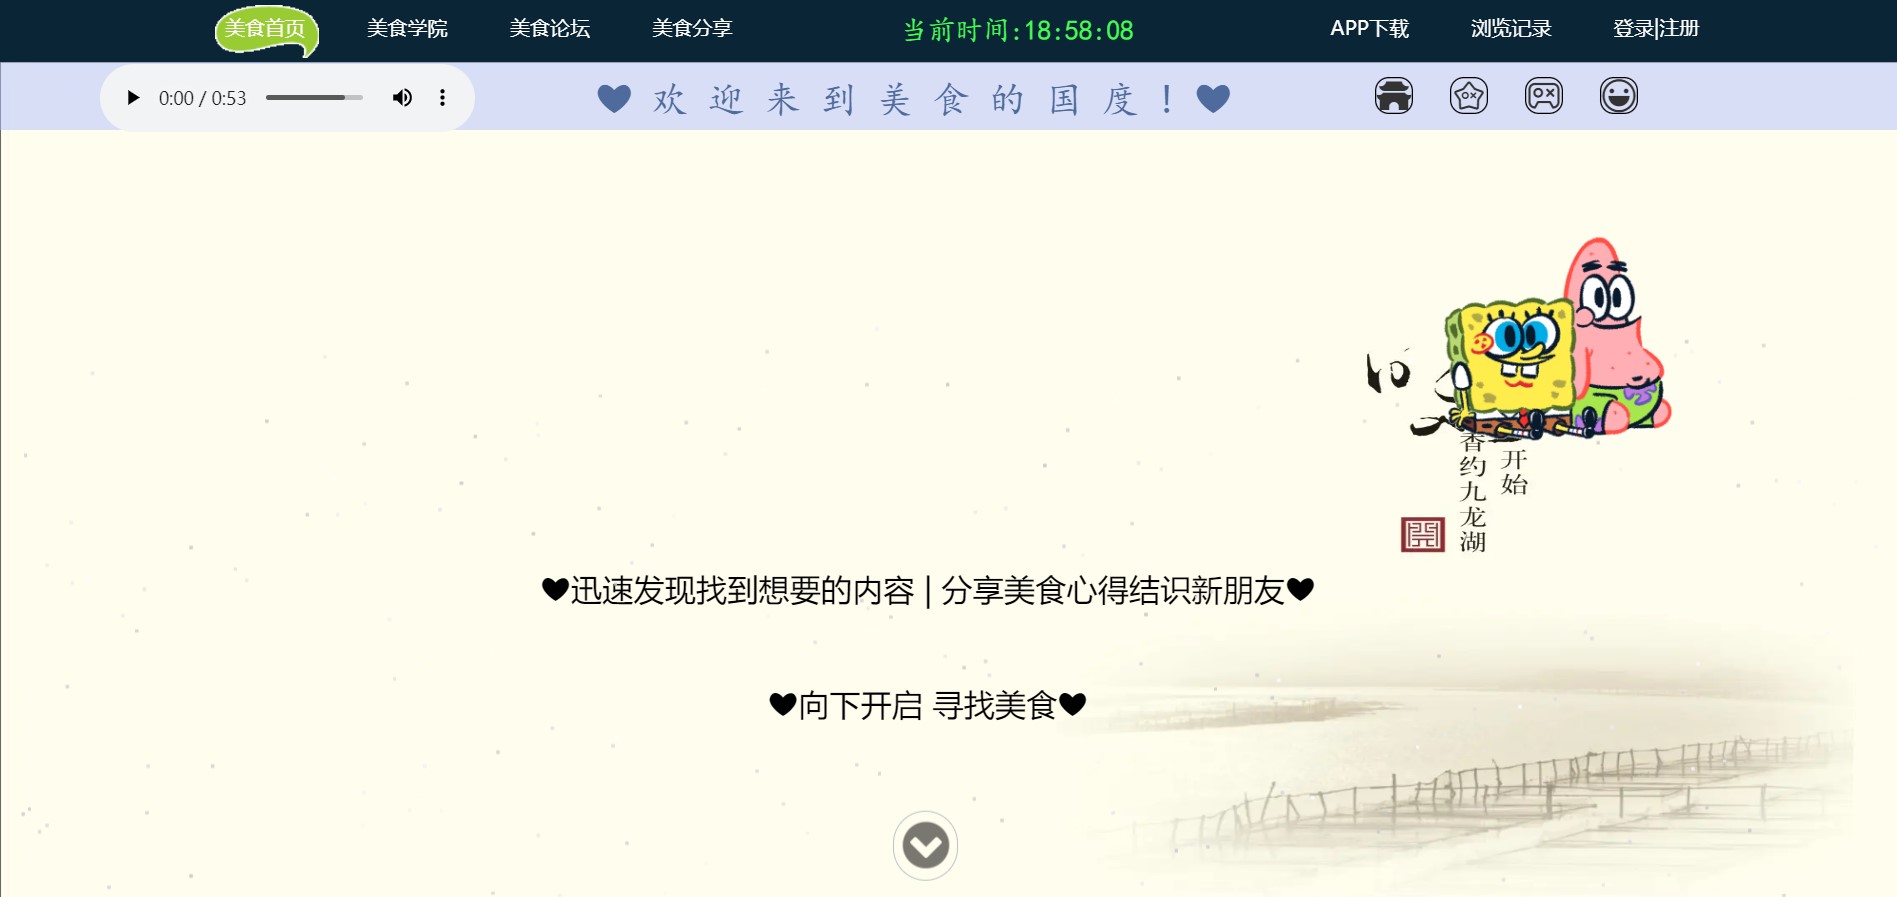 美食首页 美食学院 美食论坛 美食分享 当前时间:18:58:08 APP下载 浏览记录 登录|注册
0:00 / 0:53 ♥ 欢迎来到美食的国度！♥
开始
香约九龙湖
♥迅速发现找到想要的内容 | 分享美食心得结识新朋友♥
♥向下开启 寻找美食♥